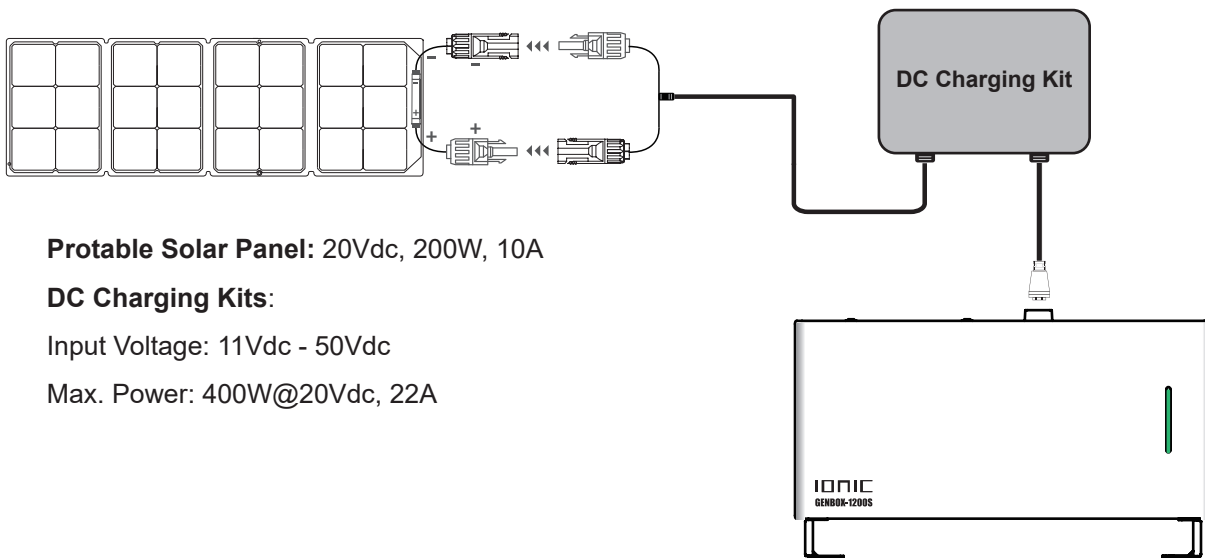 DC Charging Kit
−
−
+
+
−
+
Protable Solar Panel: 20Vdc, 200W, 10A
DC Charging Kits:
Input Voltage: 11Vdc - 50Vdc
Max. Power: 400W@20Vdc, 22A
IONIC
GENBOX-1200S